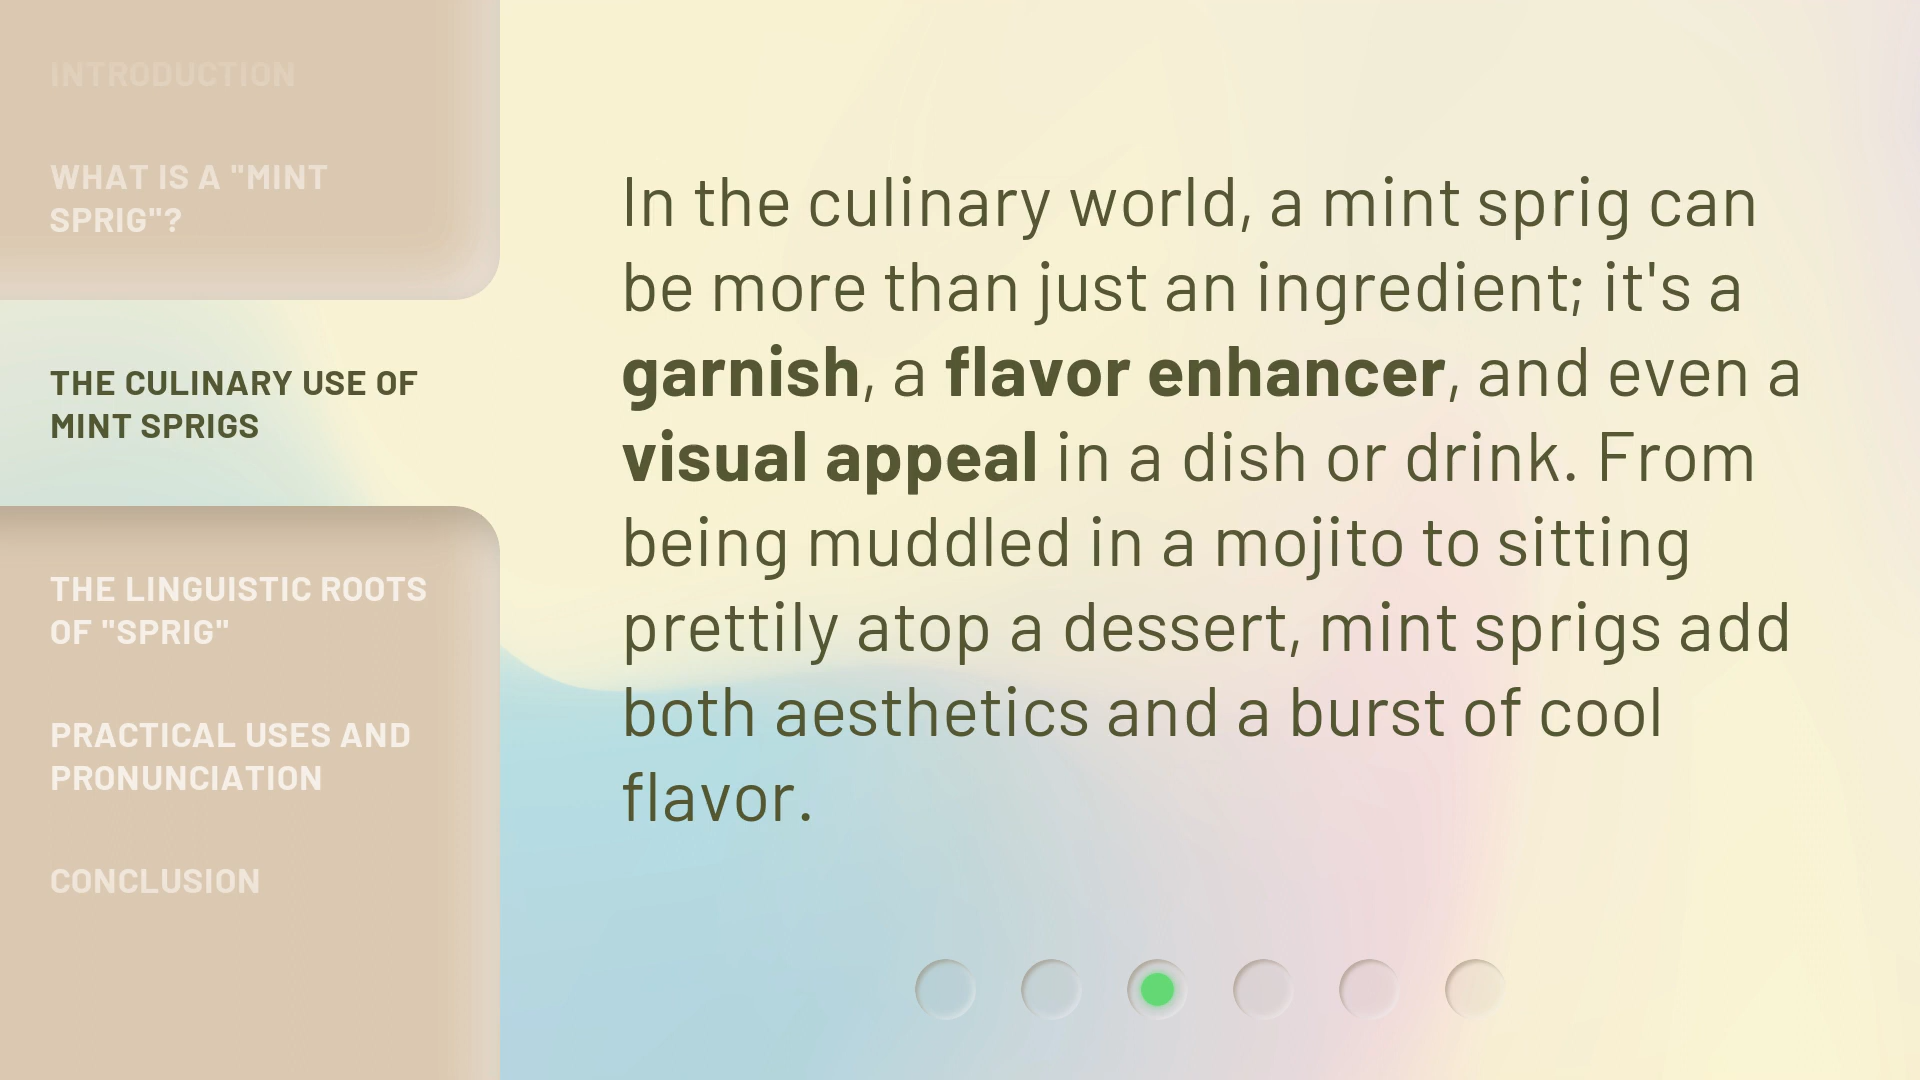 INTRODUCTION
WHAT IS A "MINT
SPRIG"?
THE CULINARY USE OF
MINT SPRIGS
THE LINGUISTIC ROOTS
OF "SPRIG"
PRACTICAL USES AND
PRONUNCIATION
CONCLUSION
In the culinary world, a mint sprig can
be more than just an ingredient; it's a
garnish, a flavor enhancer, and even a
visual appeal in a dish or drink. From
being muddled in a mojito to sitting
prettily atop a dessert, mint sprigs add
both aesthetics and a burst of cool
flavor.